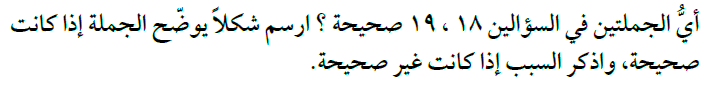 أيُّ الجملتين في السؤالين ١٨ ، ١٩ صحيحة ؟ ارسم شكلاً يوضّح الجملة إذا كانت
صحيحة، واذكر السبب إذا كانت غير صحيحة.